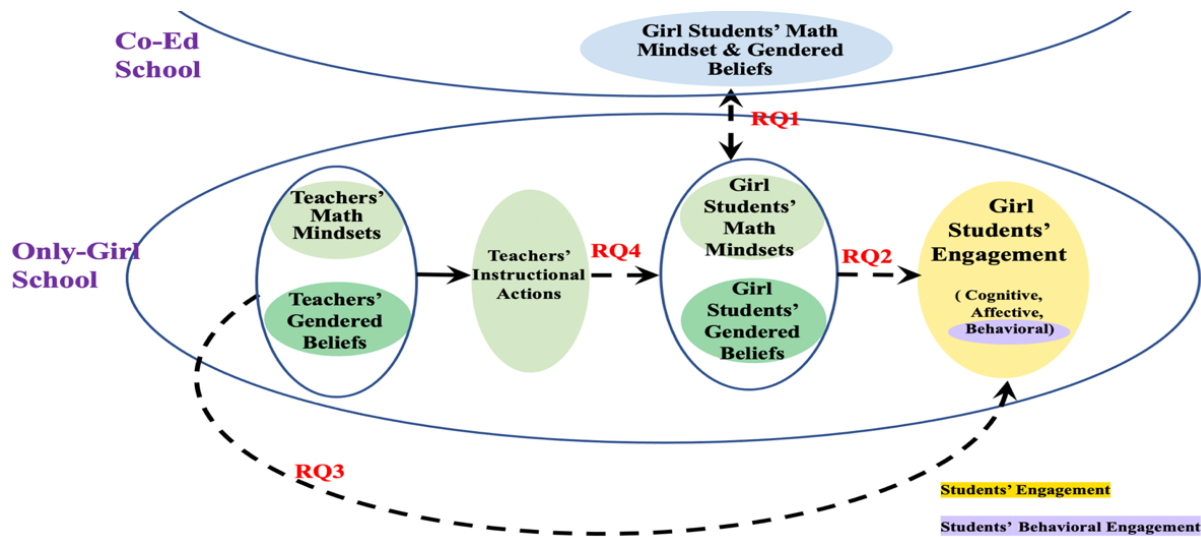 Co-Ed
School
Girl Students' Math
Mindset & Gendered
Beliefs
RQ1
Only-Girl
School
Teachers'
Math
Mindsets
Teachers'
Gendered
Beliefs
Teachers'
Instructional
Actions
RQ4
Girl
Students'
Math
Mindsets
Girl
Students'
Gendered
Beliefs
RQ2
Girl
Students'
Engagement
( Cognitive,
Affective,
Behavioral)
RQ3
Students' Engagement
Students' Behavioral Engagement